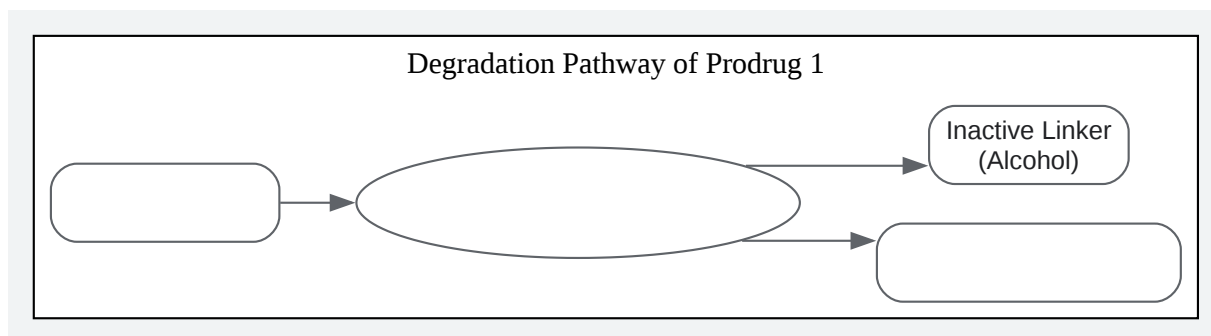 Degradation Pathway of Prodrug 1
Inactive Linker
(Alcohol)